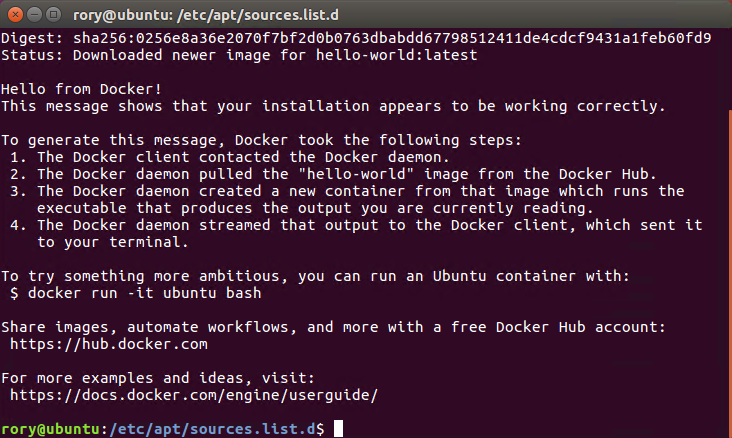 rory@ubuntu: /etc/apt/sources.list.d
Digest: sha256:0256e8a36e2070f7bf2d0b0763dbabdd67798512411de4cdcf9431a1feb60fd9
Status: Downloaded newer image for hello-world:latest
Hello from Docker!
This message shows that your installation appears to be working correctly.
To generate this message, Docker took the following steps:
1. The Docker client contacted the Docker daemon.
2. The Docker daemon pulled the "hello-world" image from the Docker Hub.
3. The Docker daemon created a new container from that image which runs the
executable that produces the output you are currently reading.
4. The Docker daemon streamed that output to the Docker client, which sent it
to your terminal.
To try something more ambitious, you can run an Ubuntu container with:
$ docker run -it ubuntu bash
Share images, automate workflows, and more with a free Docker Hub account:
https://hub.docker.com
For more examples and ideas, visit:
https://docs.docker.com/engine/userguide/
rory@ubuntu:/etc/apt/sources.list.d$